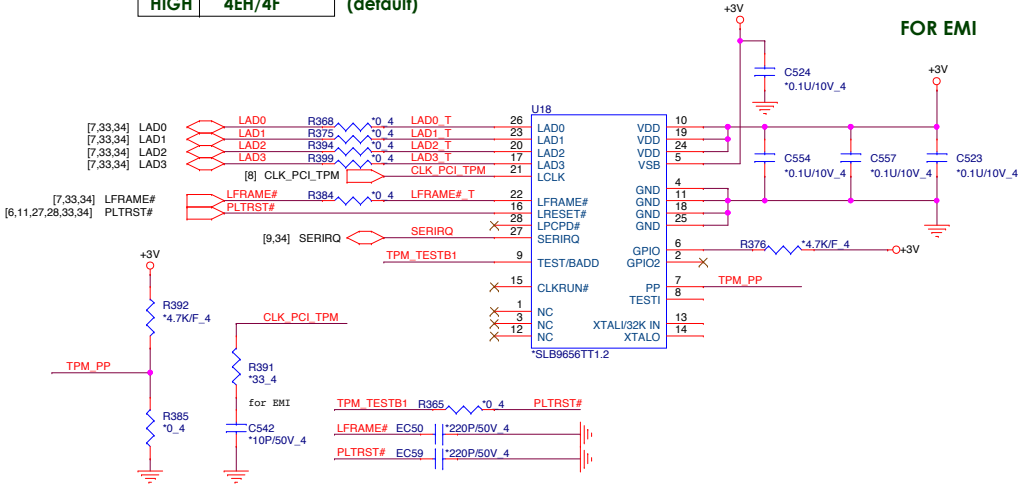 HIGH 4EH/4F (default)
FOR EMI
+3V
C524
*0.1U/10V_4
+3V
U18
[7,33,34] LAD0 LAD0 R368 *0_4 LAD0_T 26 LAD0 VDD 10
[7,33,34] LAD1 LAD1 R375 *0_4 LAD1_T 23 LAD1 VDD 19
[7,33,34] LAD2 LAD2 R394 *0_4 LAD2_T 20 LAD2 VDD 24
[7,33,34] LAD3 LAD3 R399 *0_4 LAD3_T 17 LAD3 VSB 5
[8] CLK_PCI_TPM CLK_PCI_TPM 21 LCLK
C554 C557 C523
*0.1U/10V_4 *0.1U/10V_4 *0.1U/10V_4
GND 4
[7,33,34] LFRAME# LFRAME# R384 *0_4 LFRAME#_T 22 LFRAME# GND 11
[6,11,27,28,33,34] PLTRST# PLTRST# 16 LRESET# GND 18
28 LPCPD# GND 25
[9,34] SERIRQ SERIRQ 27 SERIRQ
GPIO 6 R376 *4.7K/F_4 +3V
TPM_TESTB1 9 TEST/BADD GPIO2 2
15 CLKRUN# PP 7 TPM_PP
TESTI 8
1 NC
3 NC XTALI/32K IN 13
12 NC XTALO 14
*SLB9656TT1.2
+3V
R392
*4.7K/F_4
TPM_PP
R385
*0_4
CLK_PCI_TPM
R391
*33_4
for EMI
C542
*10P/50V_4
TPM_TESTB1 R365 *0_4 PLTRST#
LFRAME# EC50 *220P/50V_4
PLTRST# EC59 *220P/50V_4